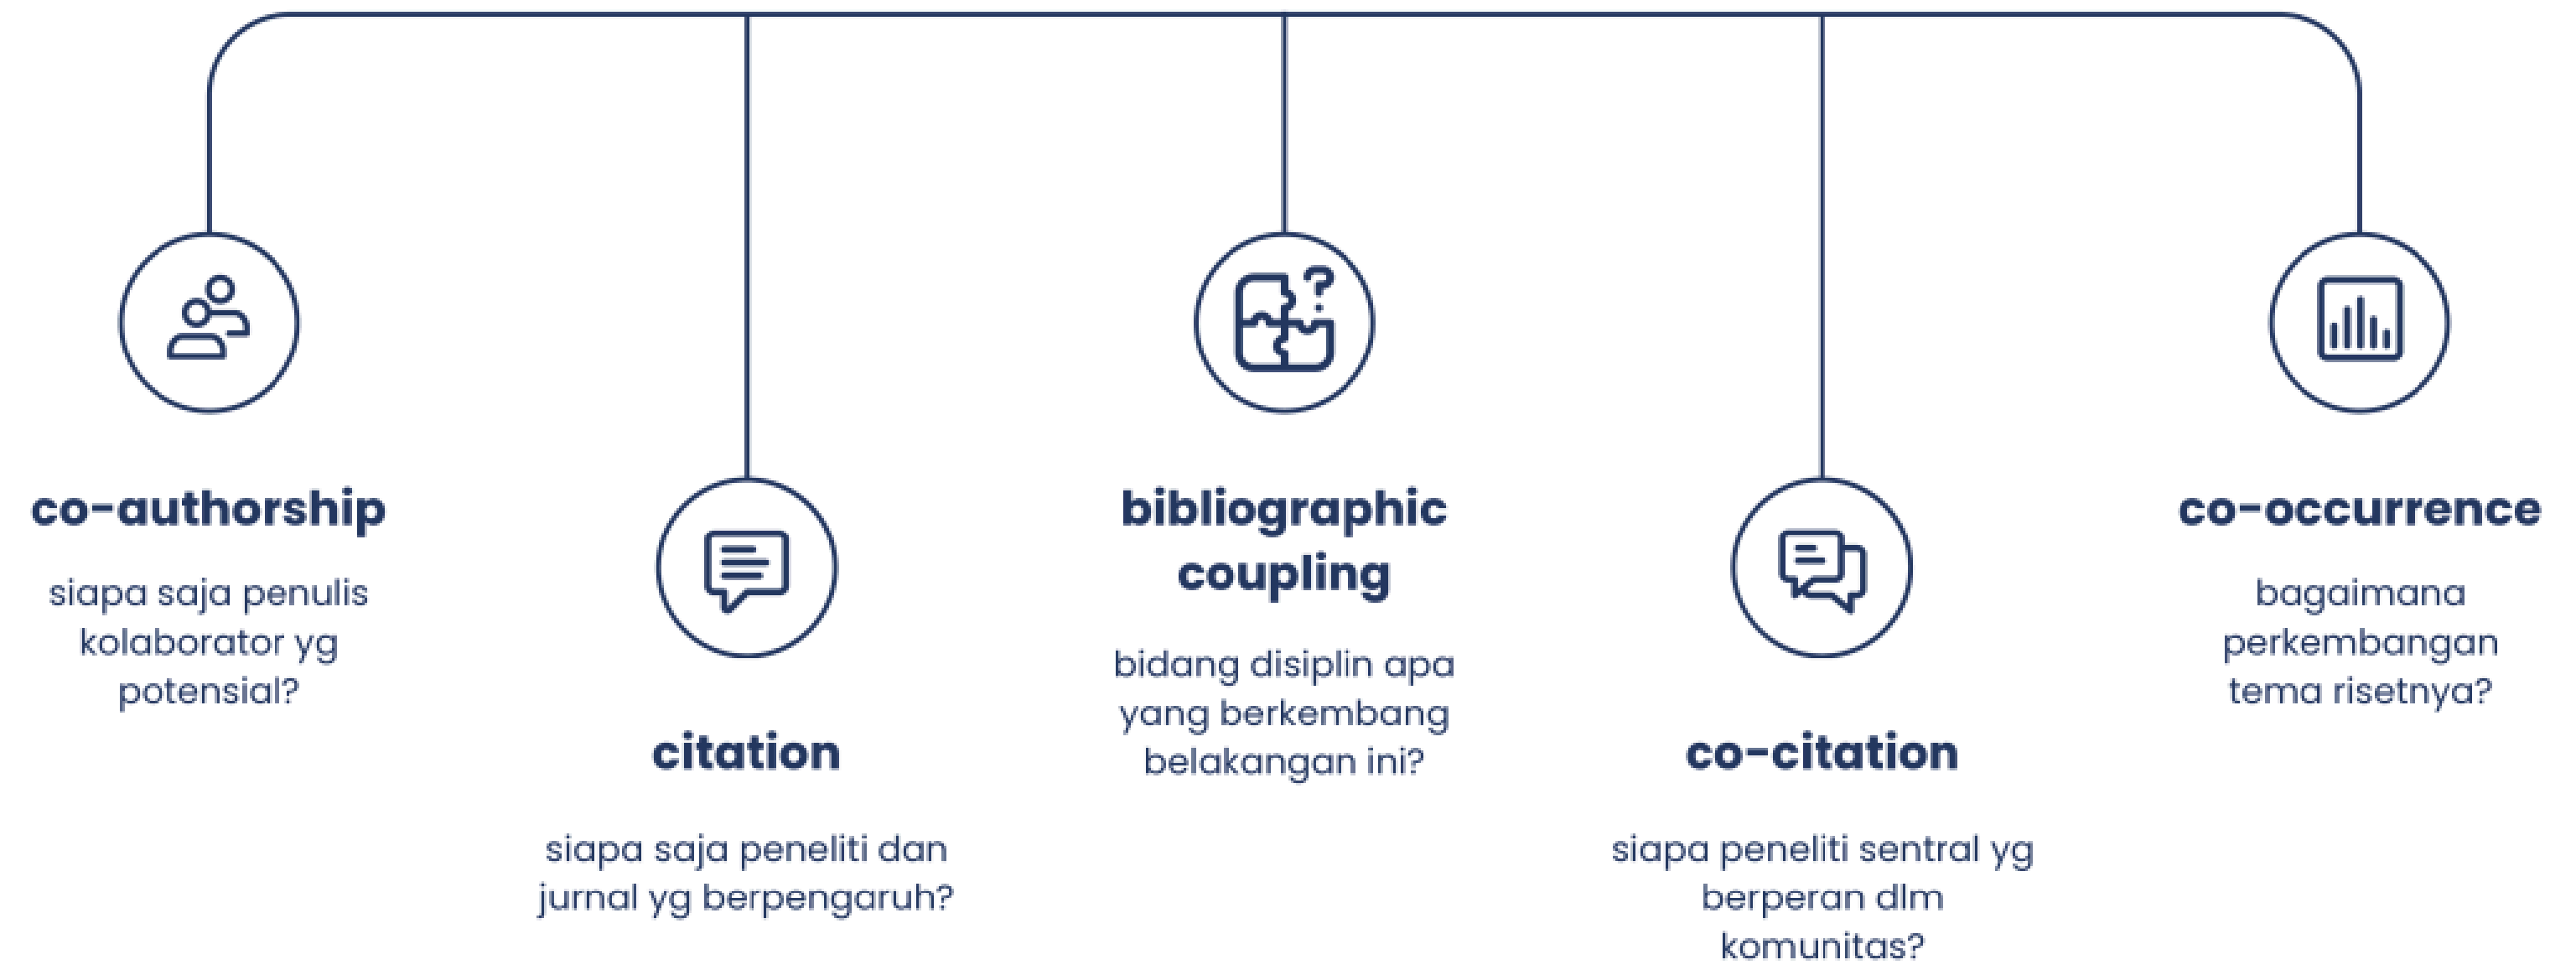 co-authorship
siapa saja penulis
kolaborator yg
potensial?
citation
siapa saja peneliti dan
jurnal yg berpengaruh?
bibliographic
coupling
bidang disiplin apa
yang berkembang
belakangan ini?
co-citation
siapa peneliti sentral yg
berperan dlm
komunitas?
co-occurrence
bagaimana
perkembangan
tema risetnya?